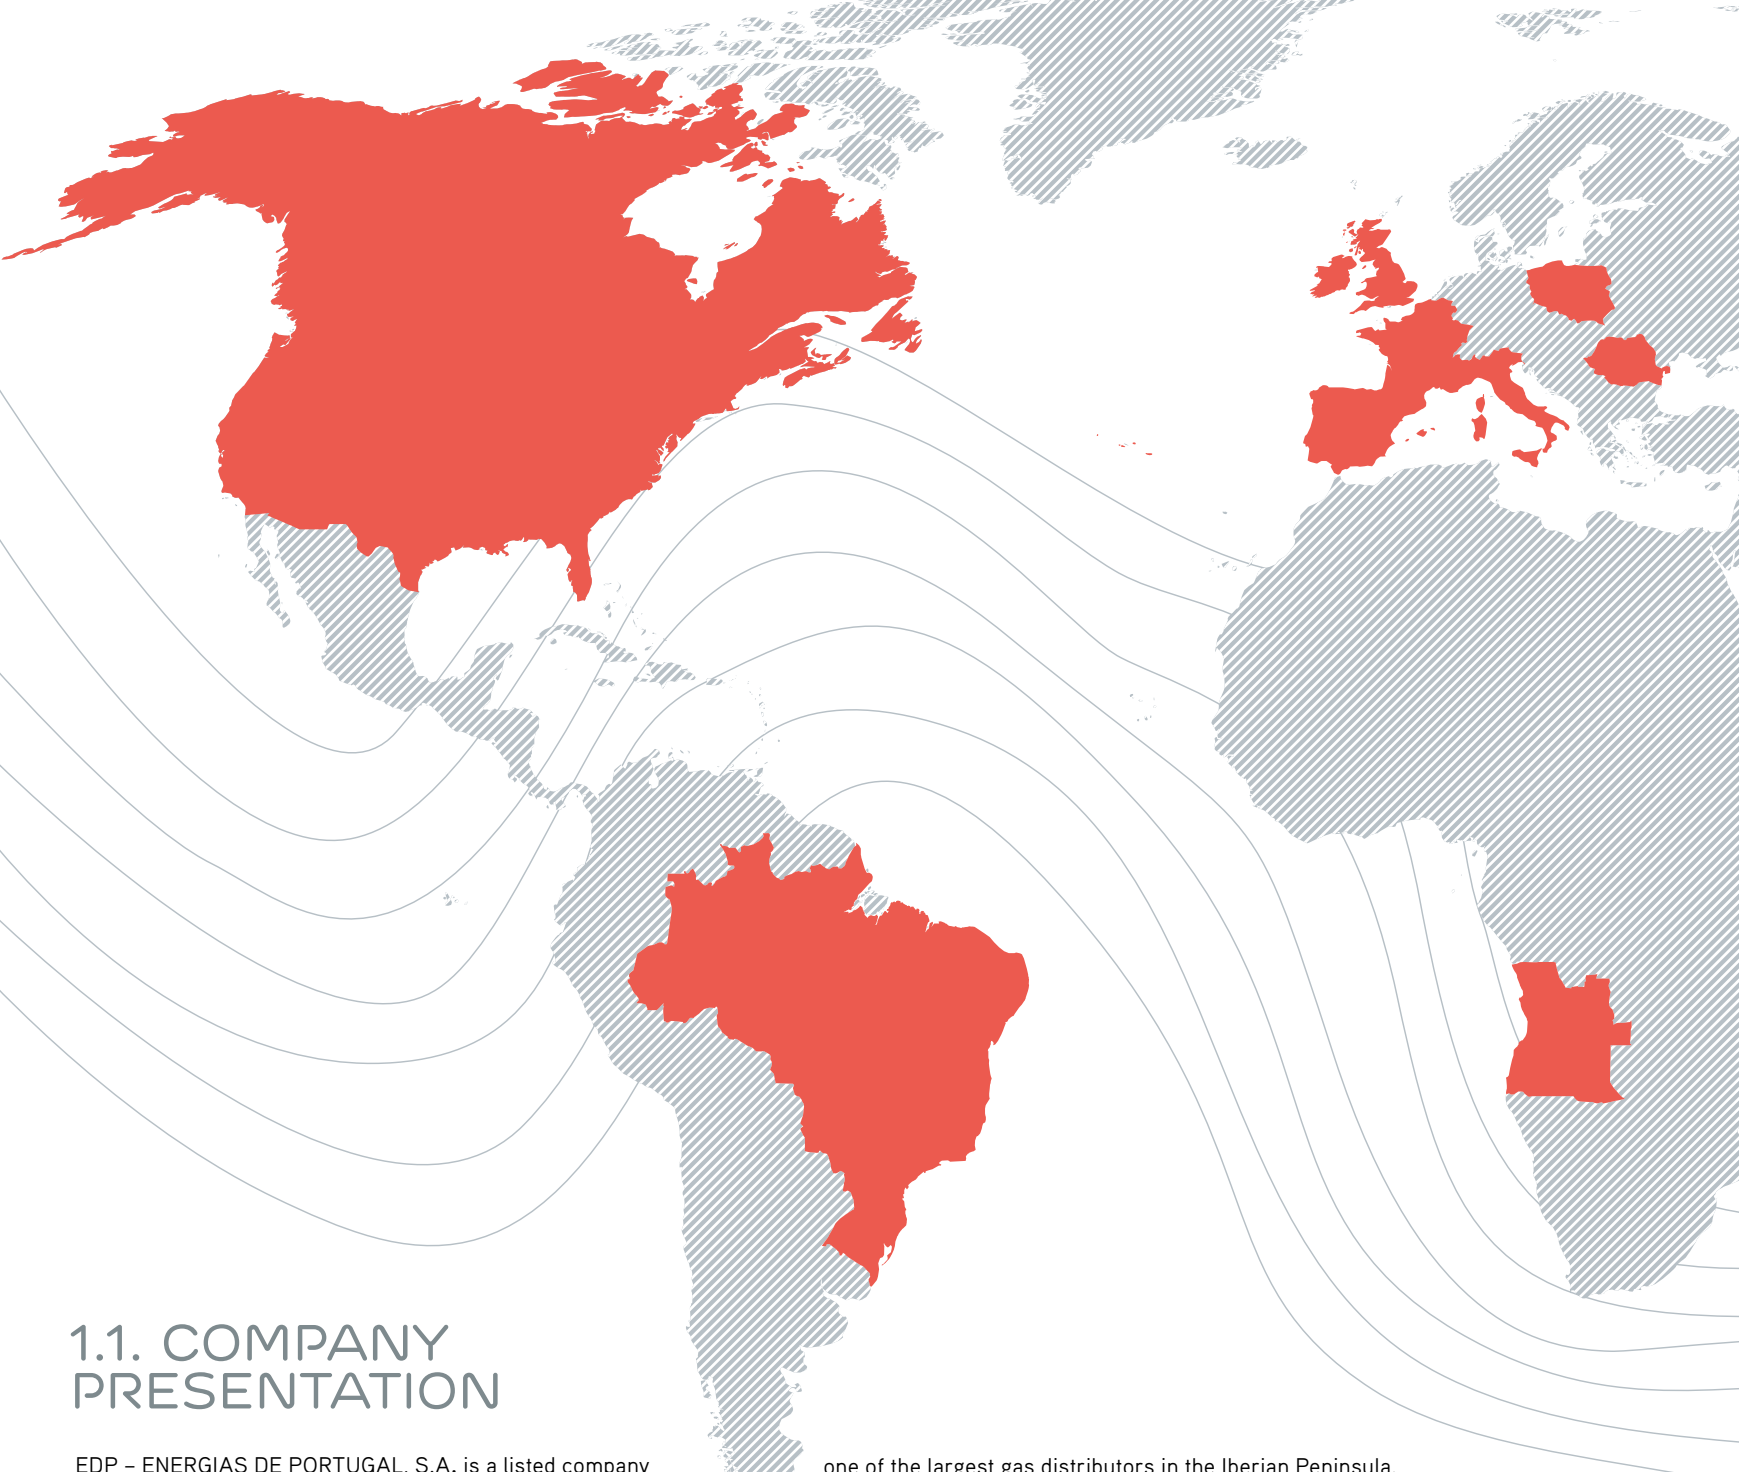 1.1. COMPANY
PRESENTATION
EDP – ENERGIAS DE PORTUGAL, S.A. is a listed company
one of the largest gas distributors in the Iberian Peninsula.